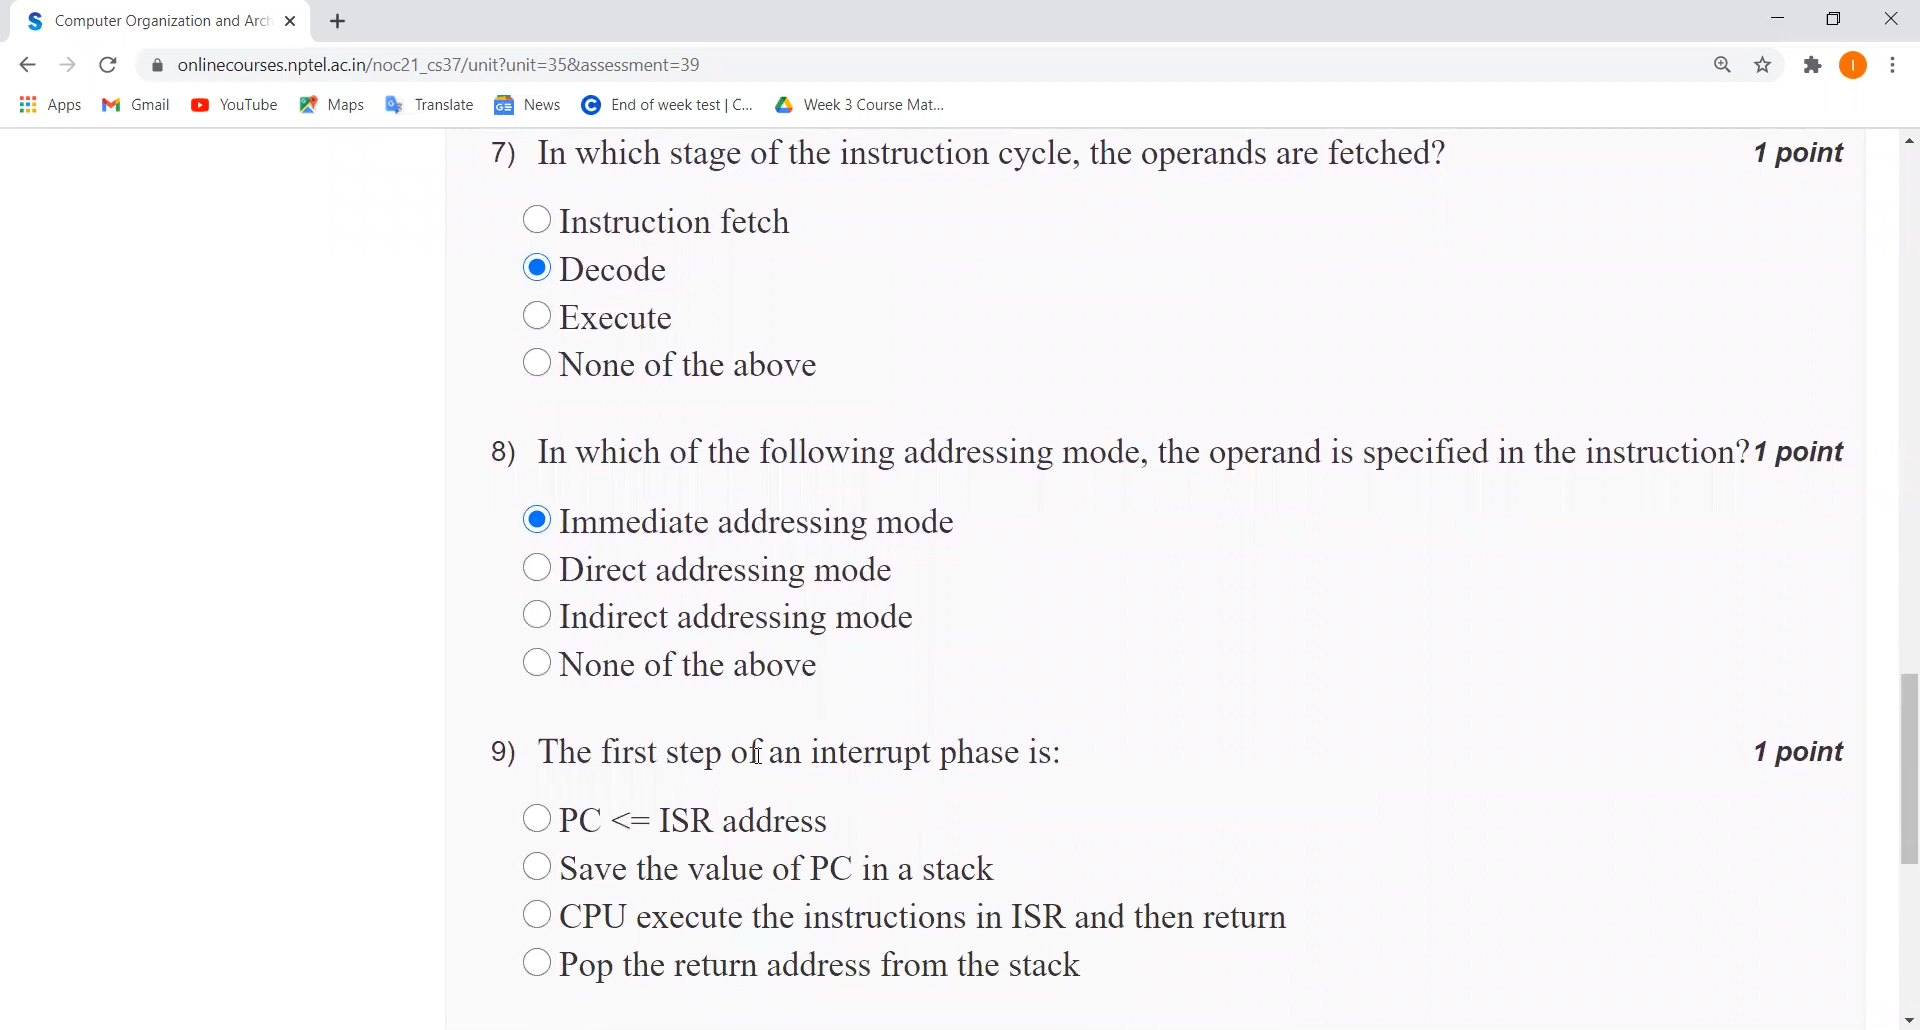 Computer Organization and Arch
onlinecourses.nptel.ac.in/noc21_cs37/unit?unit=35&assessment=39
I
Apps Gmail YouTube Maps Translate News End of week test | C... Week 3 Course Mat...
7) In which stage of the instruction cycle, the operands are fetched? 1 point
Instruction fetch
Decode
Execute
None of the above
8) In which of the following addressing mode, the operand is specified in the instruction? 1 point
Immediate addressing mode
Direct addressing mode
Indirect addressing mode
None of the above
9) The first step of an interrupt phase is: 1 point
PC <= ISR address
Save the value of PC in a stack
CPU execute the instructions in ISR and then return
Pop the return address from the stack